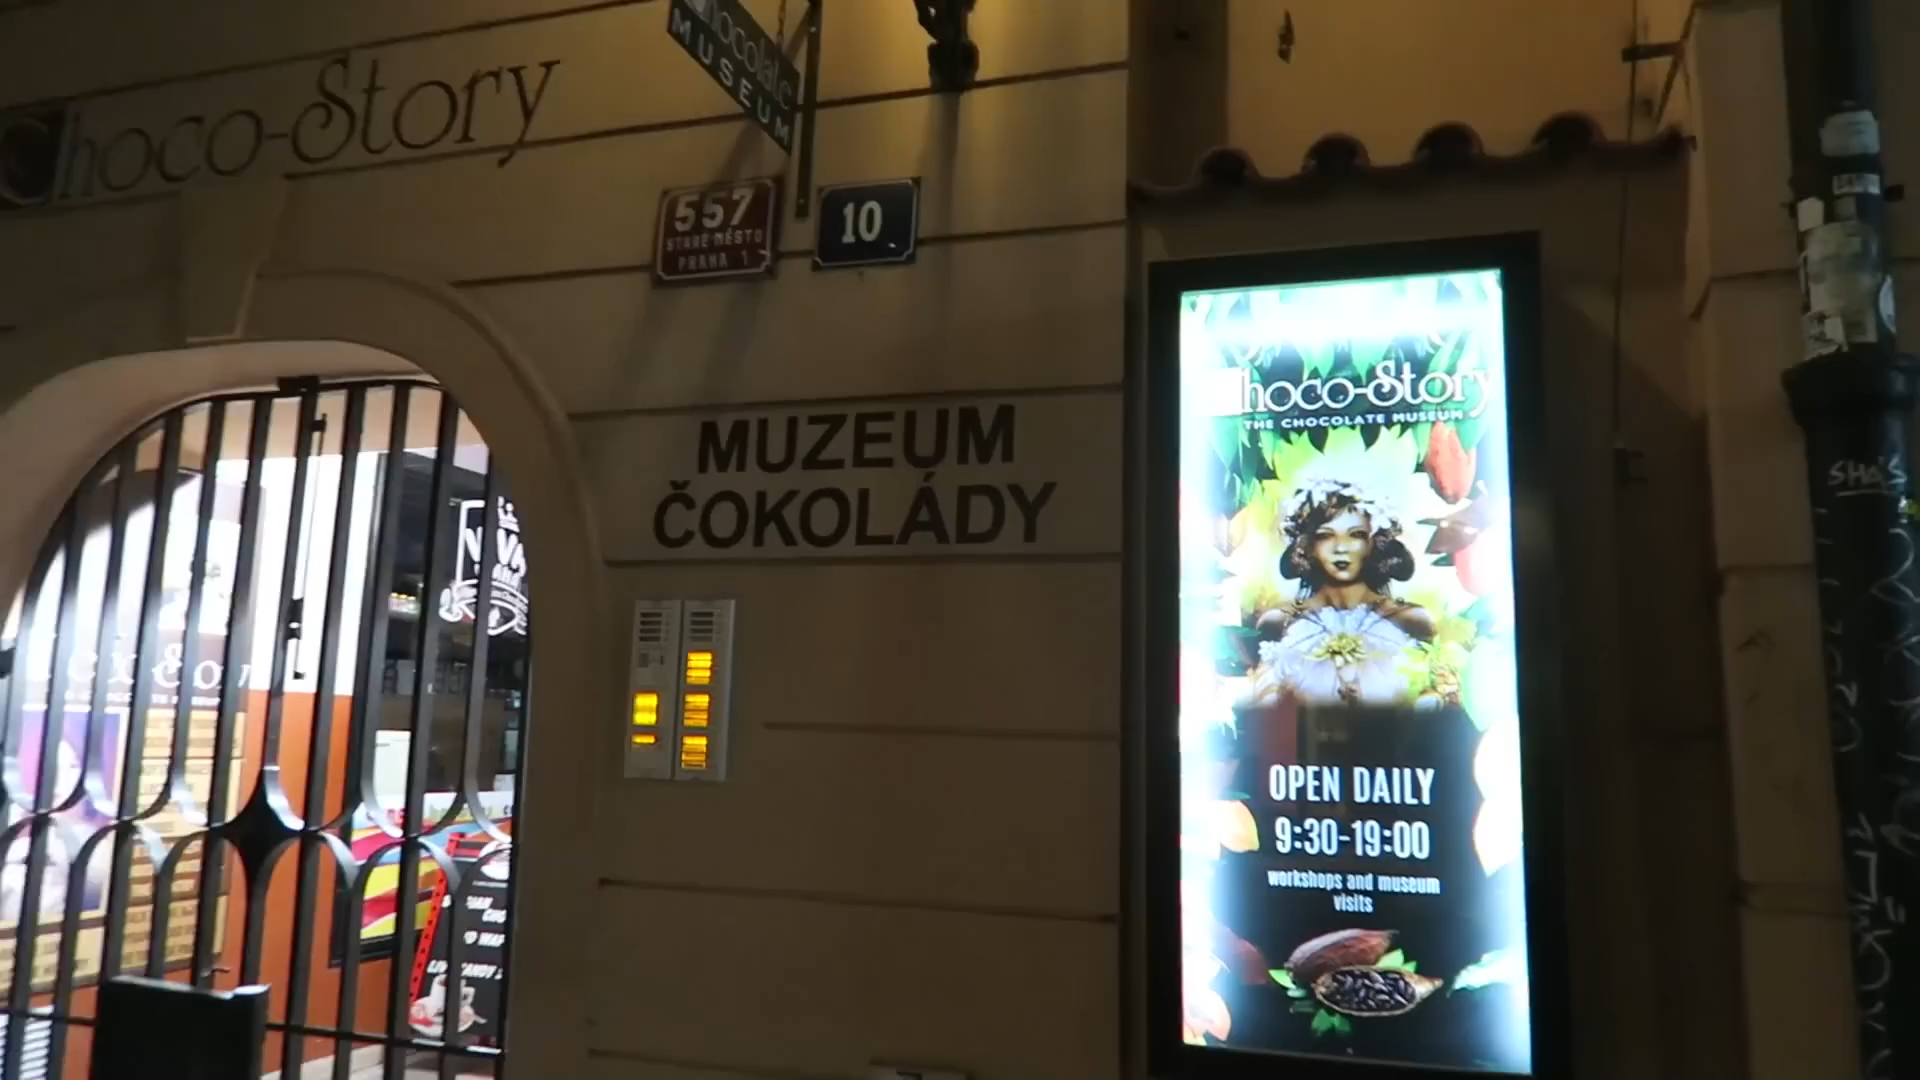 Choco-Story
Chocolate
MUSEUM
557
STARÉ MĚSTO
PRAHA 1
10
MUZEUM
ČOKOLÁDY
Choco-Story
THE CHOCOLATE MUSEUM
OPEN DAILY
9:30-19:00
workshops and museum
visits
SHA'S